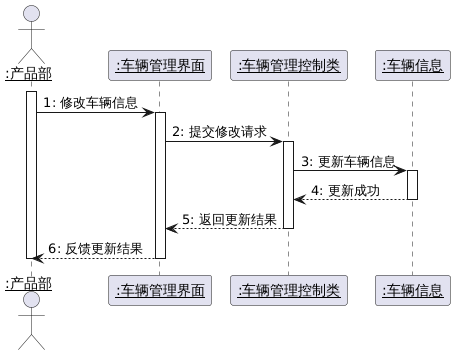 :产品部
:车辆管理界面
:车辆管理控制类
:车辆信息
1: 修改车辆信息
2: 提交修改请求
3: 更新车辆信息
4: 更新成功
5: 返回更新结果
6: 反馈更新结果
:产品部
:车辆管理界面
:车辆管理控制类
:车辆信息